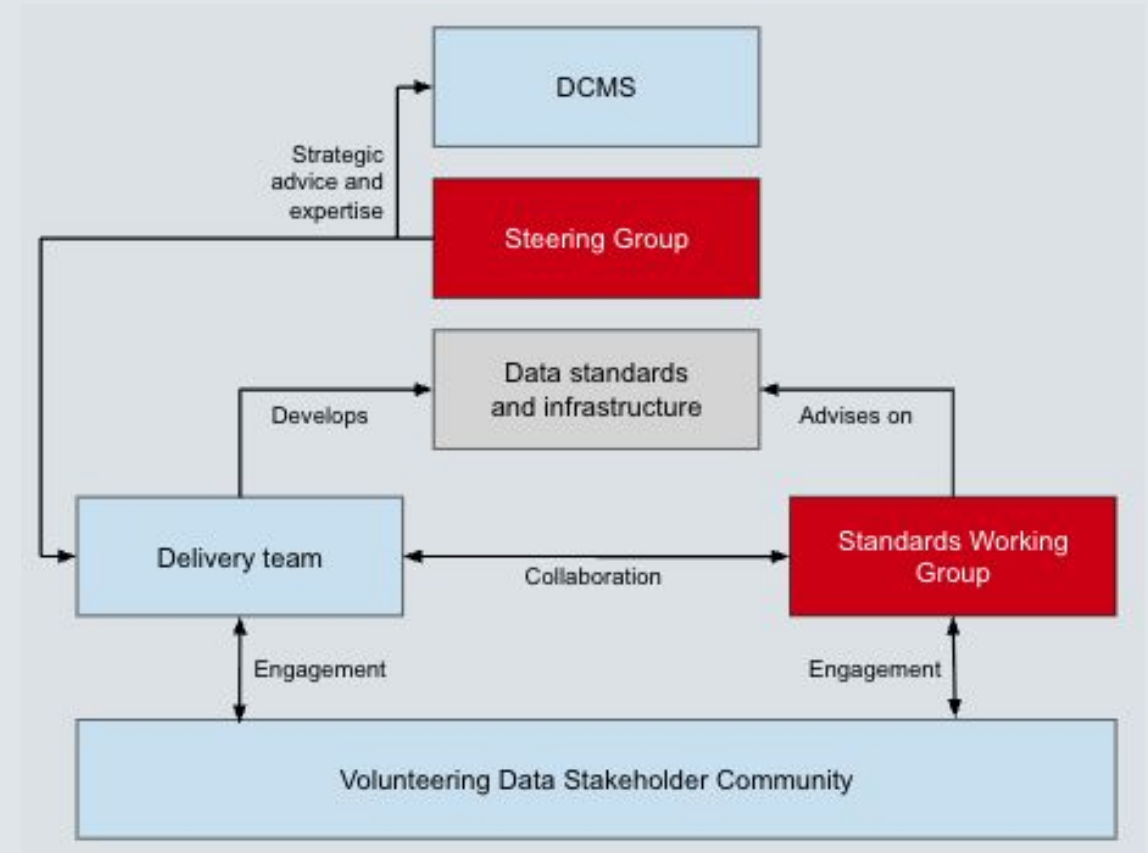 DCMS
Strategic
advice and
expertise
Steering Group
Data standards
and infrastructure
Develops
Advises on
Delivery team
Standards Working
Group
Collaboration
Engagement
Engagement
Volunteering Data Stakeholder Community